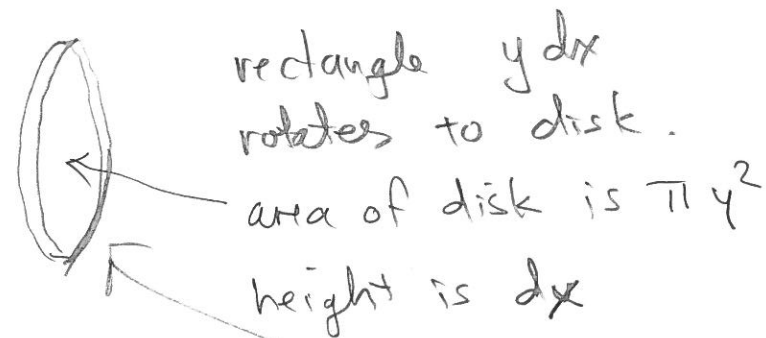 rectangle y dx
rotates to disk.
area of disk is π y²
height is dx